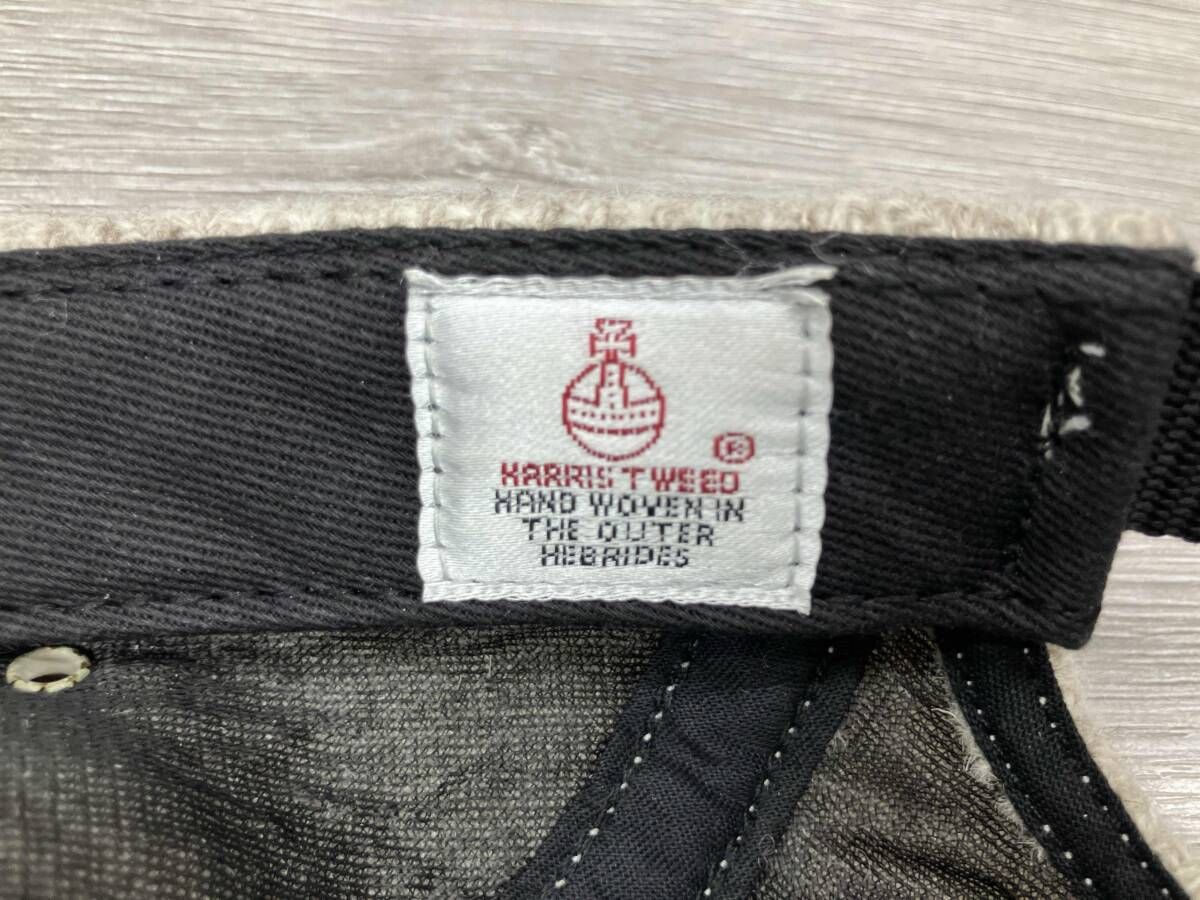 ®
HARRIS TWEED
HAND WOVEN IN
THE OUTER
HEBRIDES